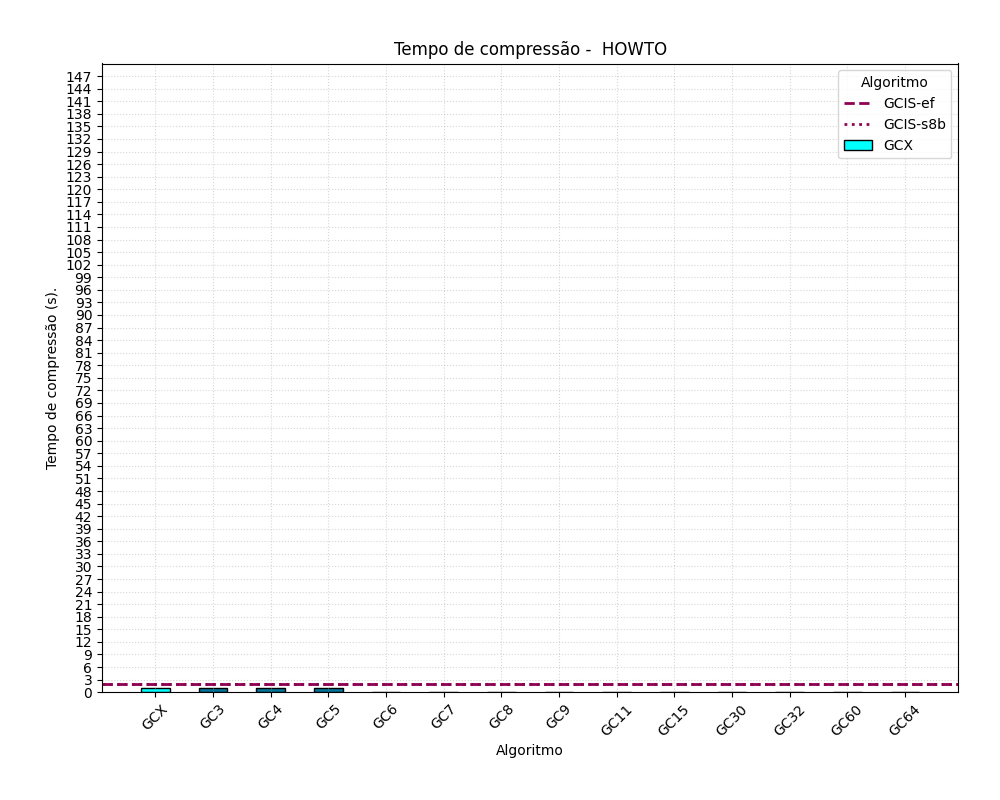 Tempo de compressão -  HOWTO
Algoritmo
GCIS-ef
GCIS-s8b
GCX
Tempo de compressão (s).
147
144
141
138
135
132
129
126
123
120
117
114
111
108
105
102
99
96
93
90
87
84
81
78
75
72
69
66
63
60
57
54
51
48
45
42
39
36
33
30
27
24
21
18
15
12
9
6
3
0
GCX
GC3
GC4
GC5
GC6
GC7
GC8
GC9
GC11
GC15
GC30
GC32
GC60
GC64
Algoritmo